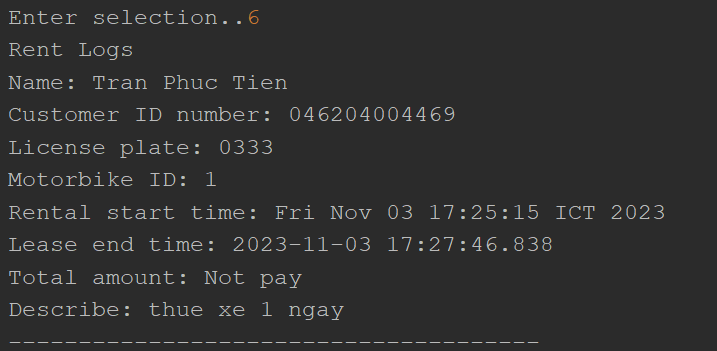 Enter selection..6
Rent Logs
Name: Tran Phuc Tien
Customer ID number: 046204004469
License plate: 0333
Motorbike ID: 1
Rental start time: Fri Nov 03 17:25:15 ICT 2023
Lease end time: 2023-11-03 17:27:46.838
Total amount: Not pay
Describe: thue xe 1 ngay
--------------------------------------